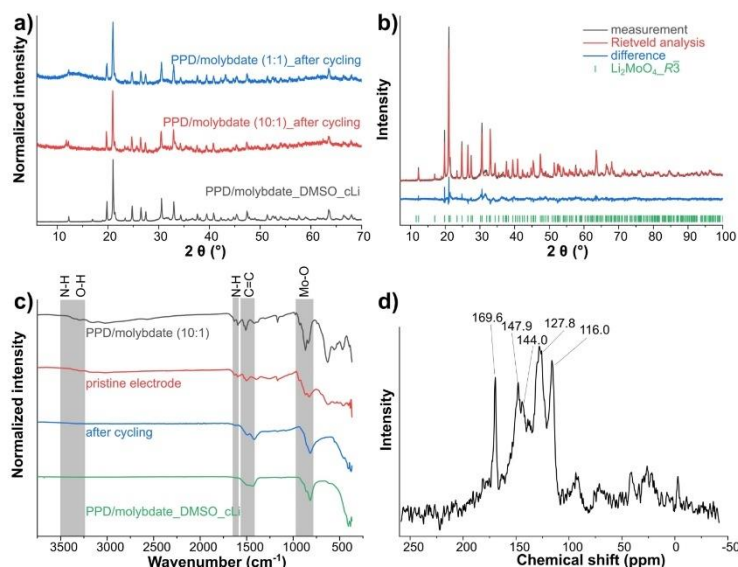 a)
Normalized intensity
PPD/molybdate (1:1)_after cycling
PPD/molybdate (10:1)_after cycling
PPD/molybdate_DMSO_cLi
10 20 30 40 50 60 70
2 θ (°)
b)
Intensity
measurement
Rietveld analysis
difference
Li₂MoO₄_R3̅
10 20 30 40 50 60 70 80 90 100
2 θ (°)
c)
Normalized intensity
N-H
O-H
N-H
C=C
Mo-O
PPD/molybdate (10:1)
pristine electrode
after cycling
PPD/molybdate_DMSO_cLi
3500 3000 2500 2000 1500 1000 500
Wavenumber (cm⁻¹)
d)
Intensity
169.6
147.9
144.0
127.8
116.0
250 200 150 100 50 0 -50
Chemical shift (ppm)